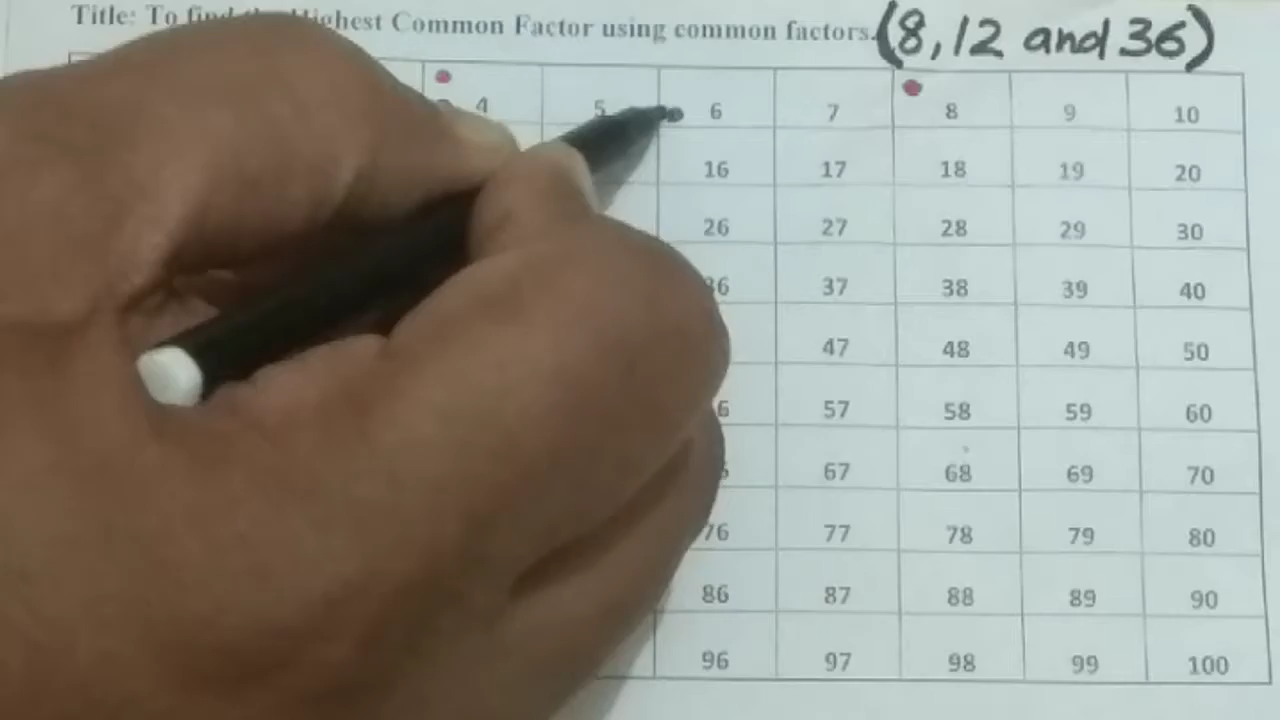 Title: To find the Highest Common Factor using common factors. (8, 12 and 36)
4 5 6 7 8 9 10
16 17 18 19 20
26 27 28 29 30
36 37 38 39 40
47 48 49 50
57 58 59 60
67 68 69 70
76 77 78 79 80
86 87 88 89 90
96 97 98 99 100